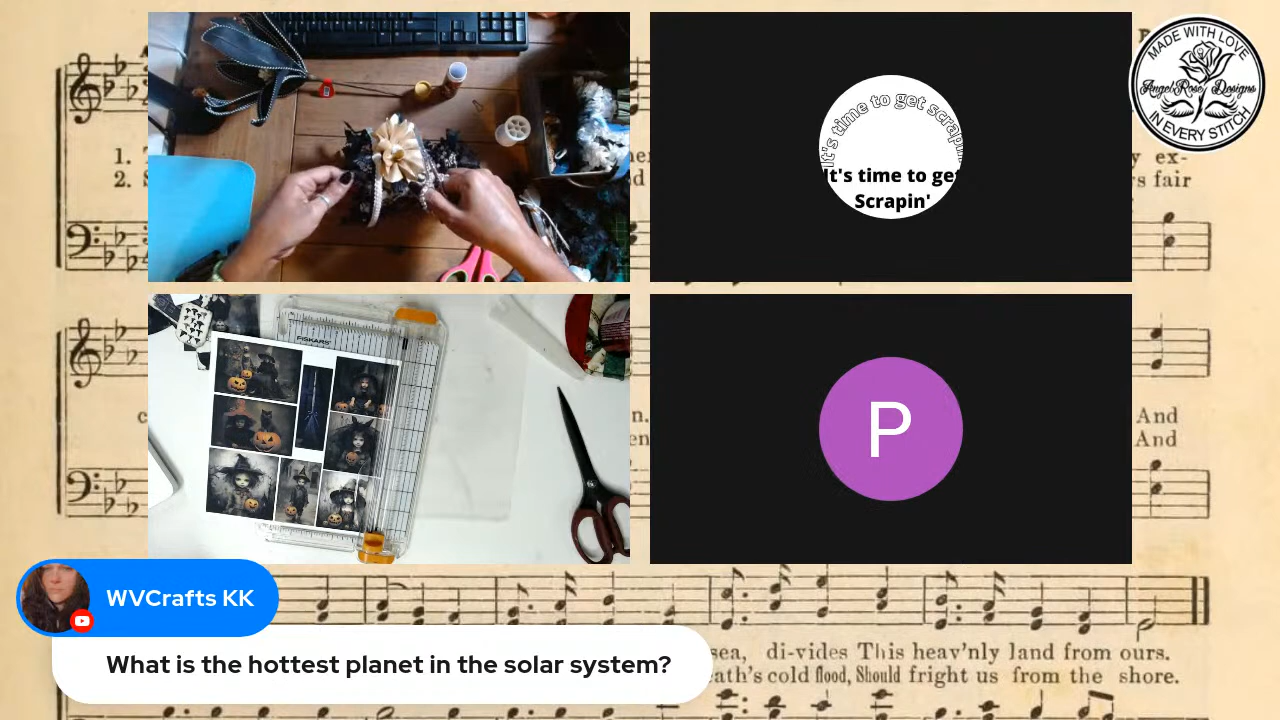 MADE WITH LOVE
AngelRose Designs
IN EVERY STITCH
It's time to get scrapin
It's time to get
Scrapin'
1.
2.
y ex-
rs fair
FISKARS
P
And
And
WVCrafts KK
What is the hottest planet in the solar system?
sea, di-vides This heav'nly land from ours.
eath's cold flood, Should fright us from the shore.